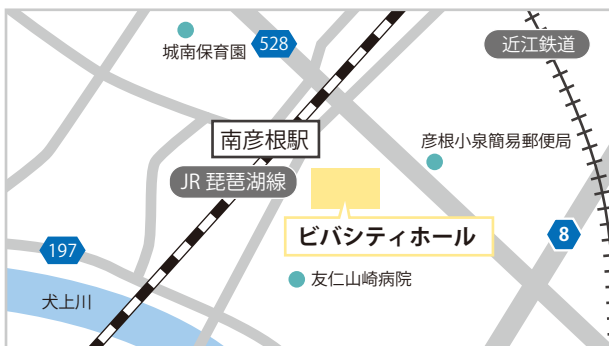 城南保育園
528
近江鉄道
南彦根駅
彦根小泉簡易郵便局
JR 琵琶湖線
ビバシティホール
8
197
友仁山崎病院
犬上川